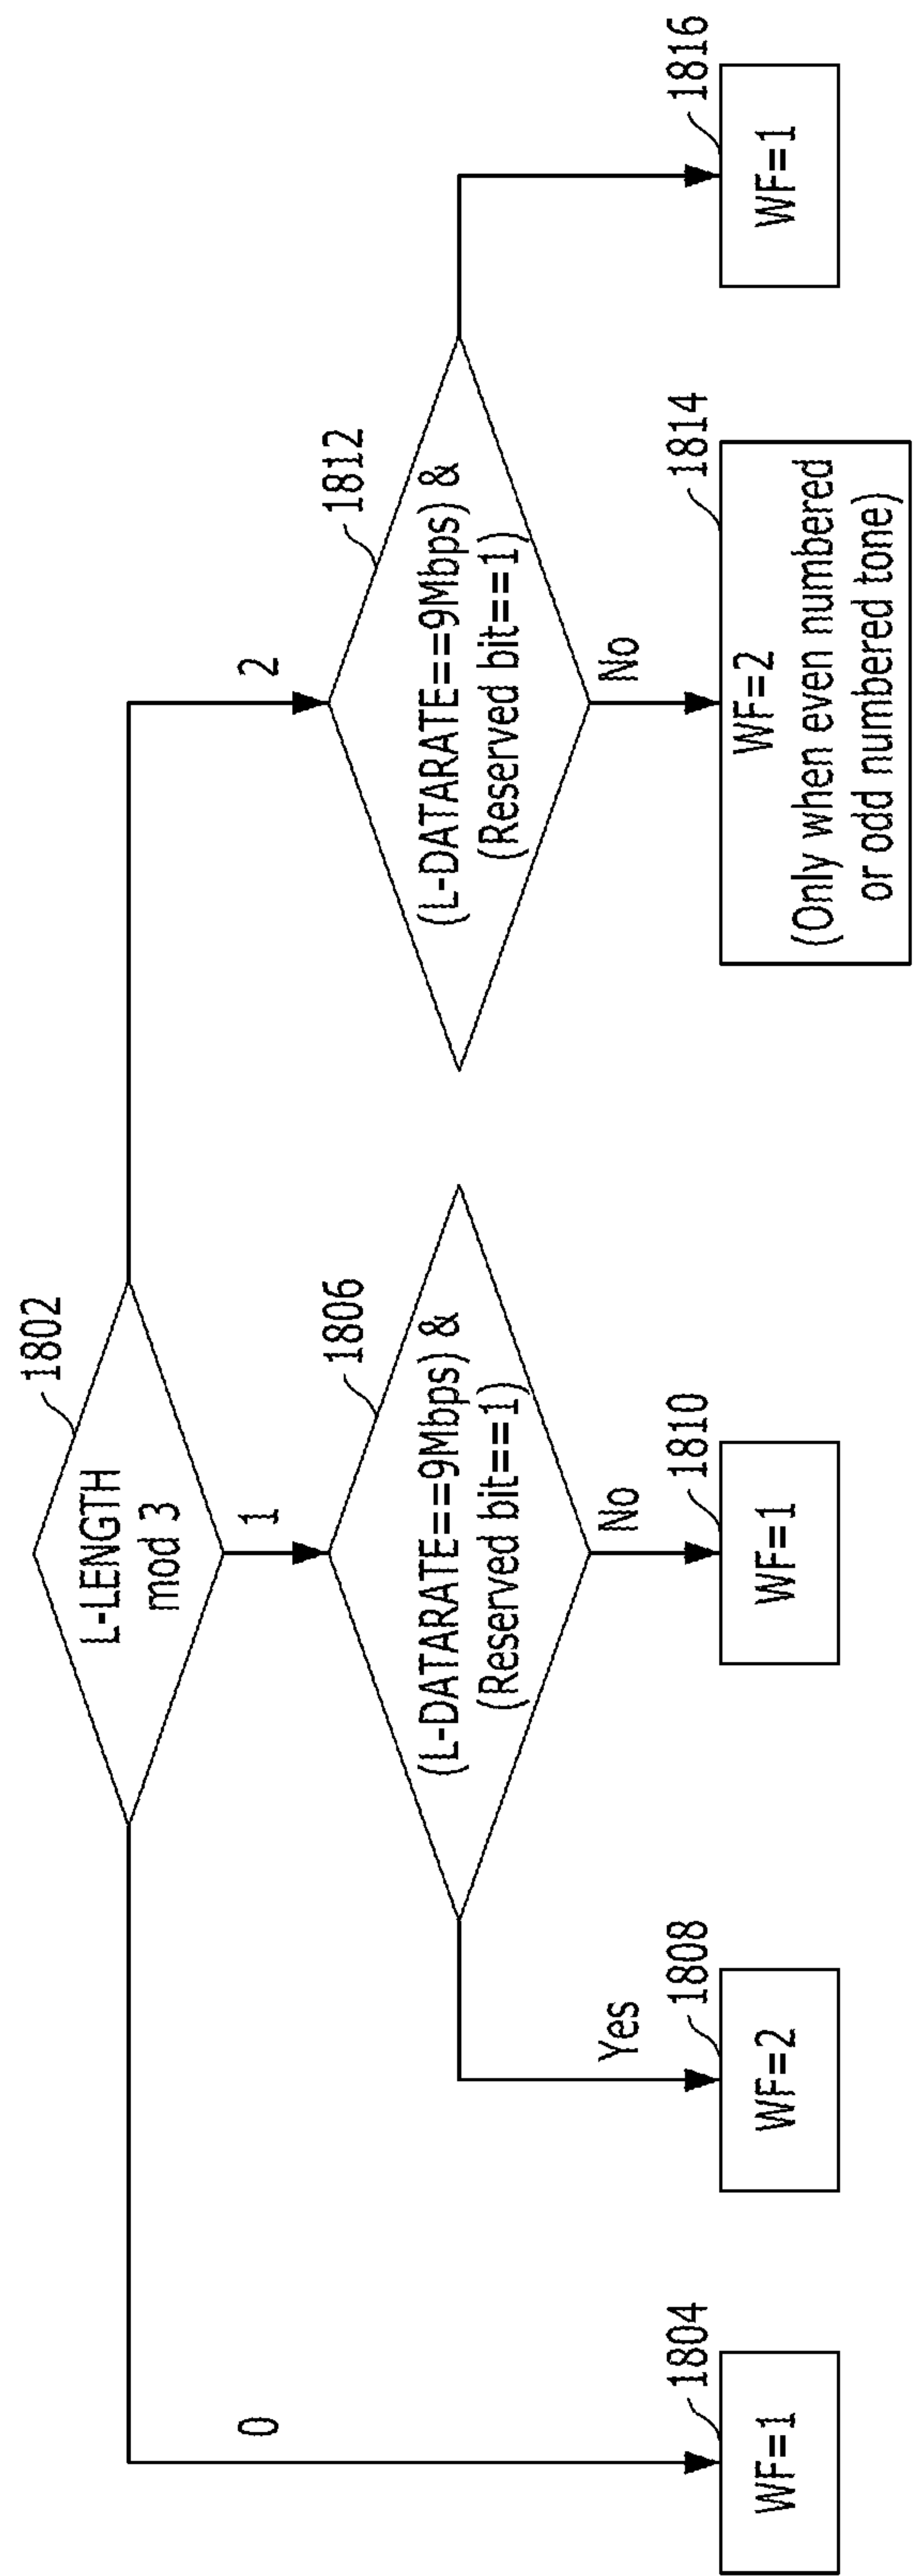 1802
L-LENGTH
mod 3
0
1
2
1806
(L-DATARATE==9Mbps) &
(Reserved bit==1)
1812
(L-DATARATE==9Mbps) &
(Reserved bit==1)
Yes
No
No
1804
WF=1
1808
WF=2
1810
WF=1
1814
WF=2
(Only when even numbered
or odd numbered tone)
1816
WF=1